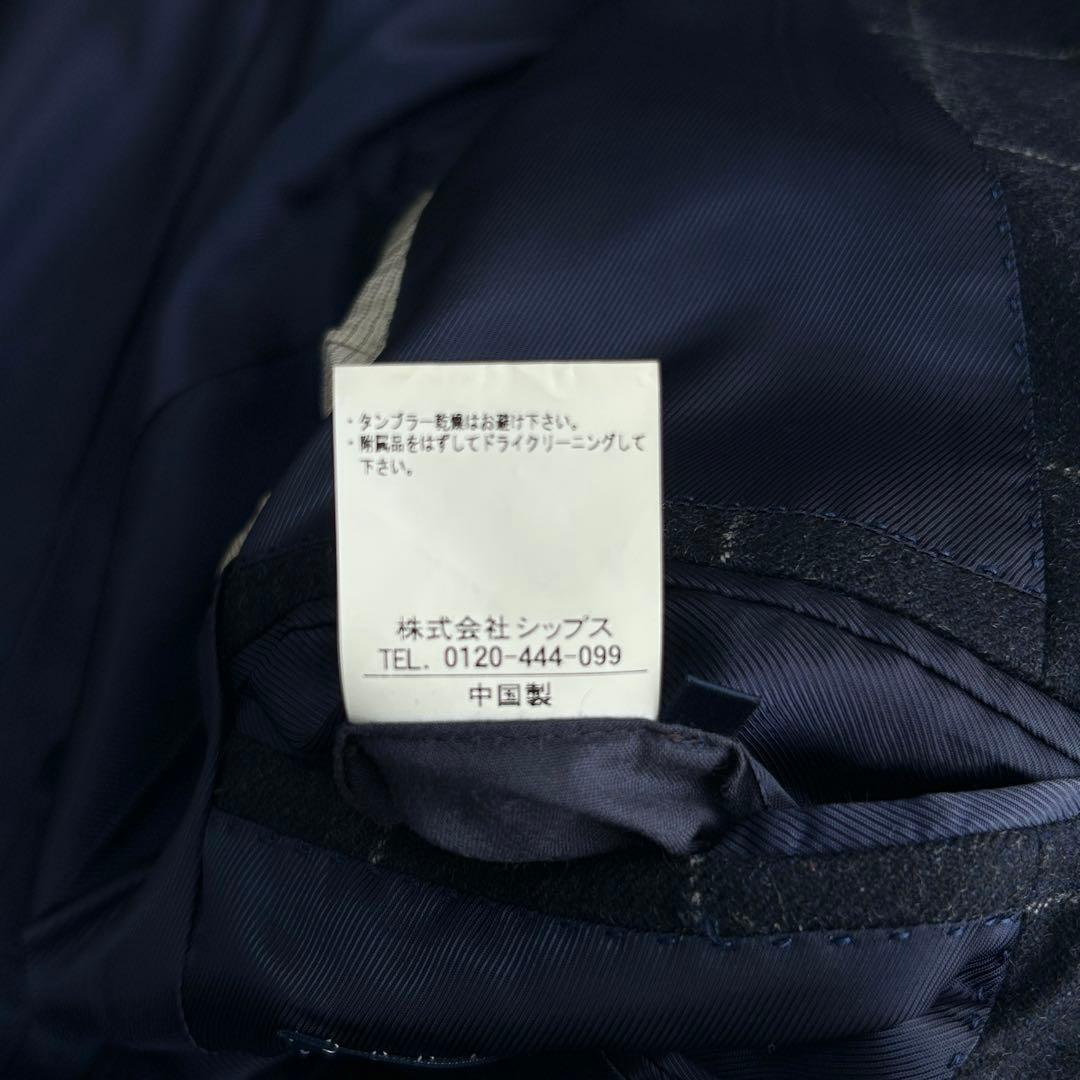 ・タンブラー乾燥はお避け下さい。
・附属品をはずしてドライクリーニングして
下さい。
株式会社シップス
TEL. 0120-444-099
中国製